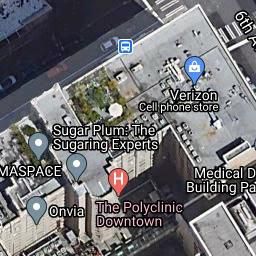 6th A
Verizon
Cell phone store
Sugar Plum: The
Sugaring Experts
MASPACE
Medical D
Building Pa
H
The Polyclinic
Downtown
Onvia